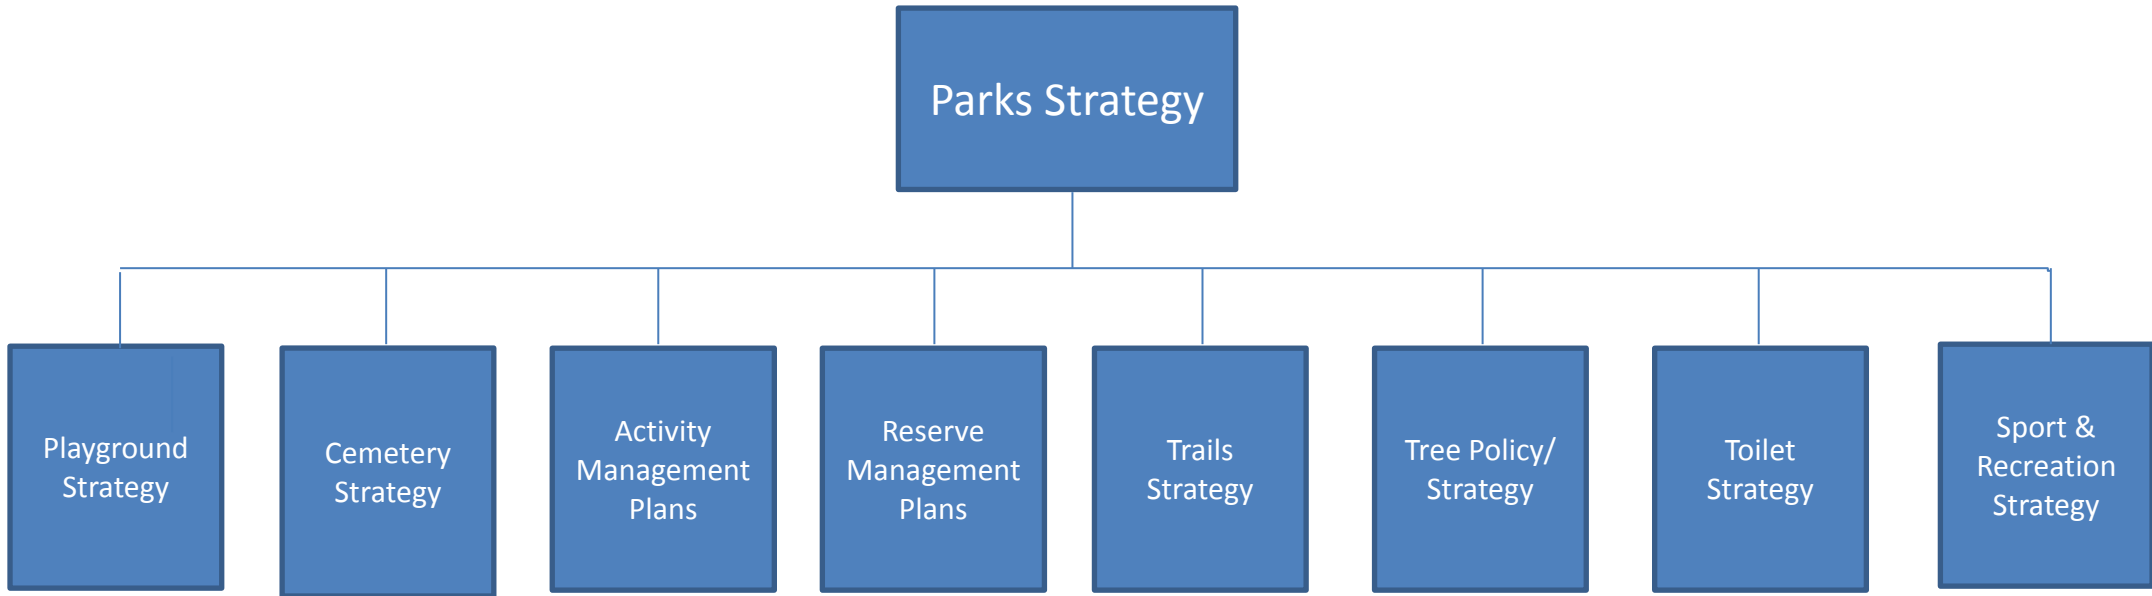 Parks Strategy
Playground
Strategy
Cemetery
Strategy
Activity
Management
Plans
Reserve
Management
Plans
Trails
Strategy
Tree Policy/
Strategy
Toilet
Strategy
Sport &
Recreation
Strategy